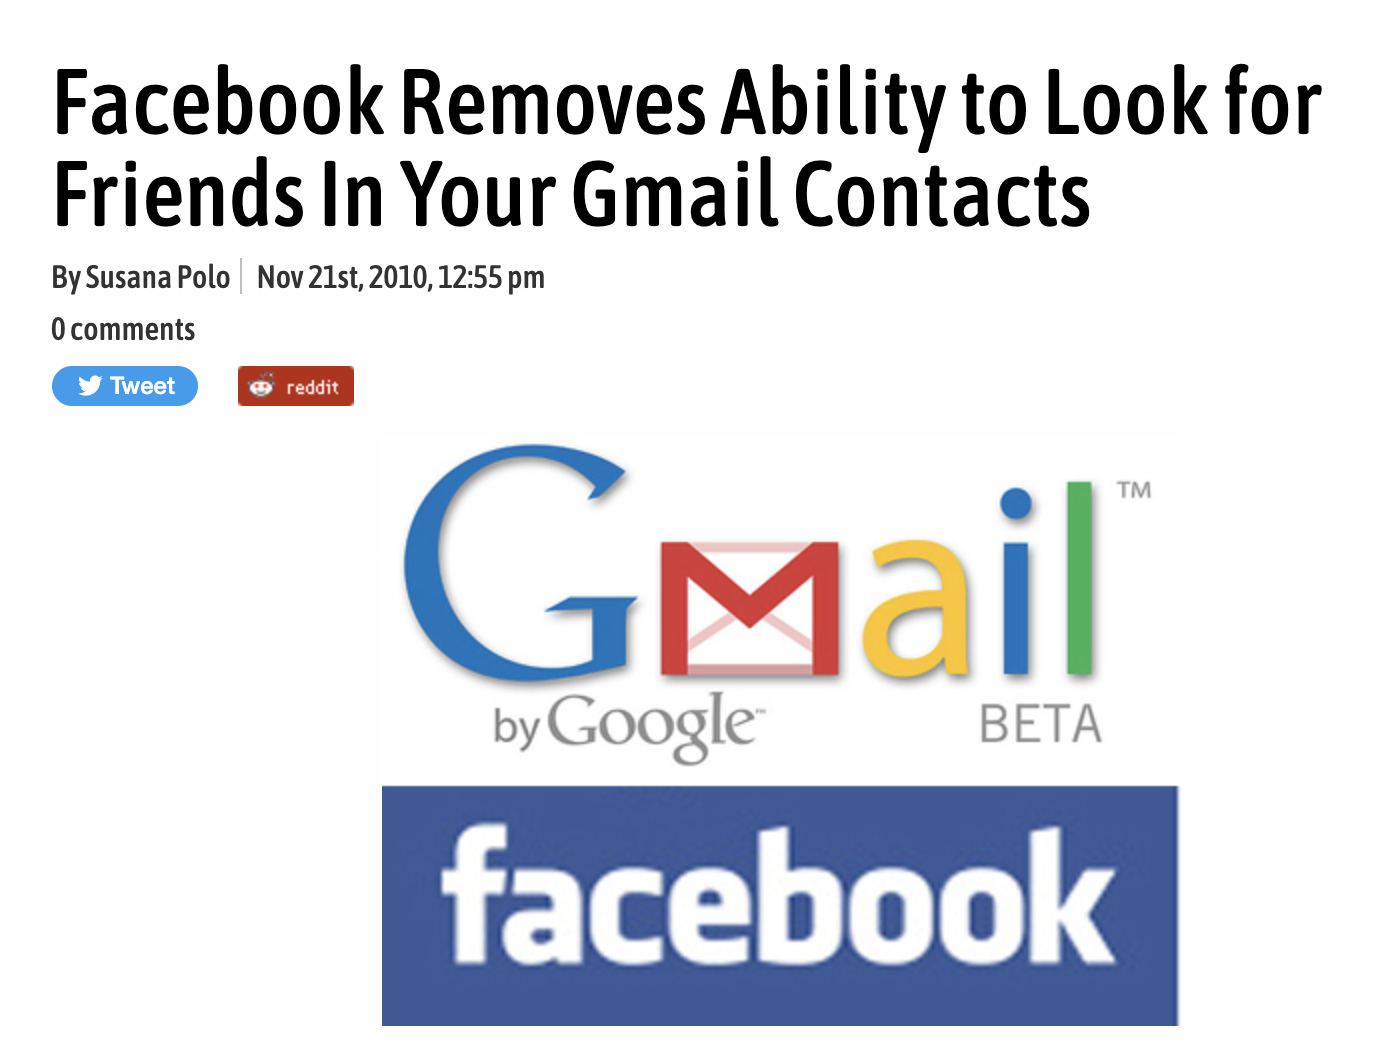 Facebook Removes Ability to Look for
Friends In Your Gmail Contacts
By Susana Polo | Nov 21st, 2010, 12:55 pm
0 comments
Tweet reddit
Gmail ™
by Google™ BETA
facebook